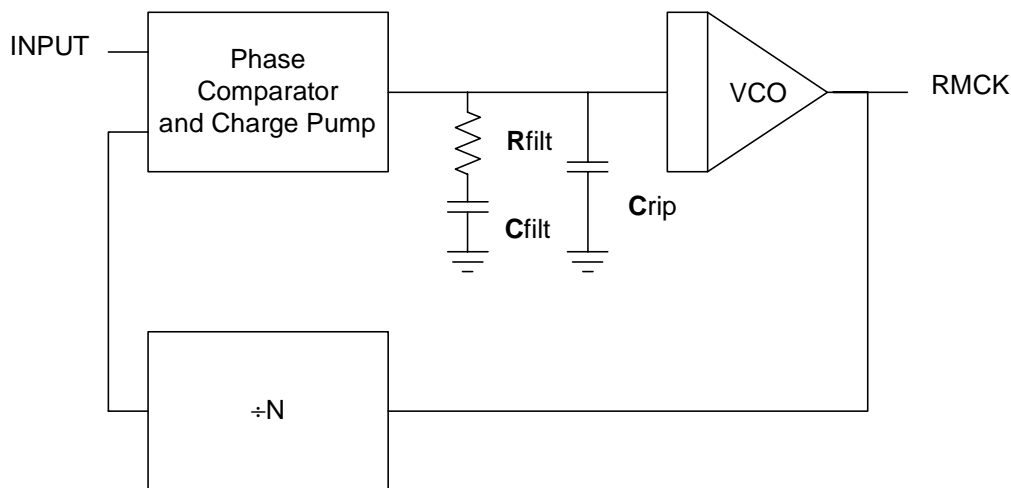 INPUT
Phase
Comparator
and Charge Pump
VCO
RMCK
Rfilt
Crip
Cfilt
÷N